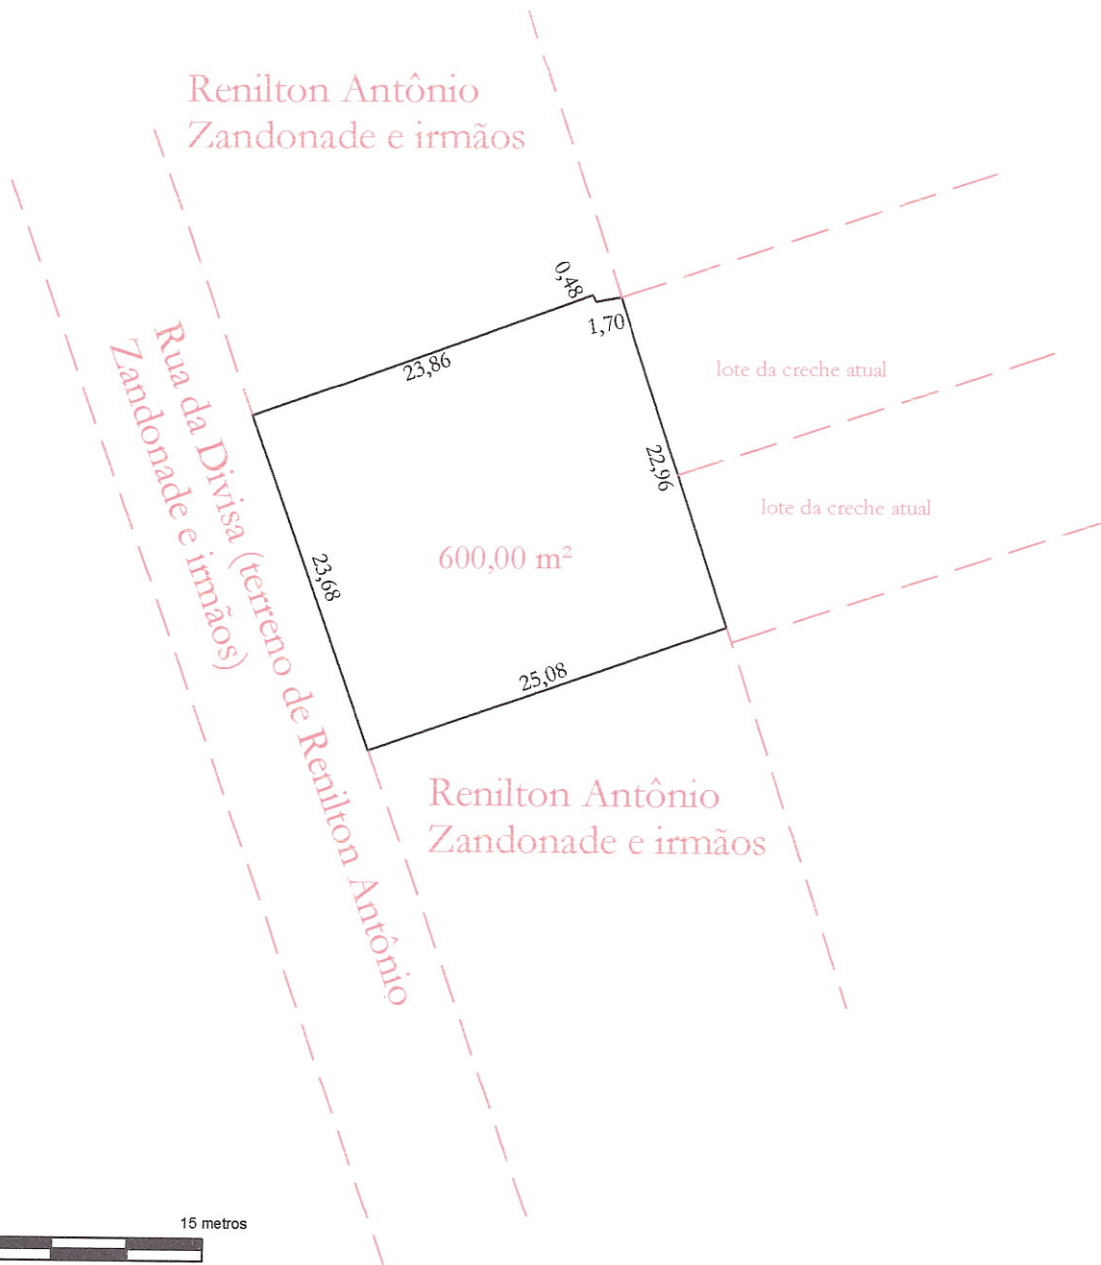 Renilton Antônio
Zandonade e irmãos
0,48
1,70
23,86
lote da creche atual
Rua da Divisa (terreno de Renilton Antônio
Zandonade e irmãos)
22,96
lote da creche atual
600,00 m²
23,68
25,08
Renilton Antônio
Zandonade e irmãos
15 metros